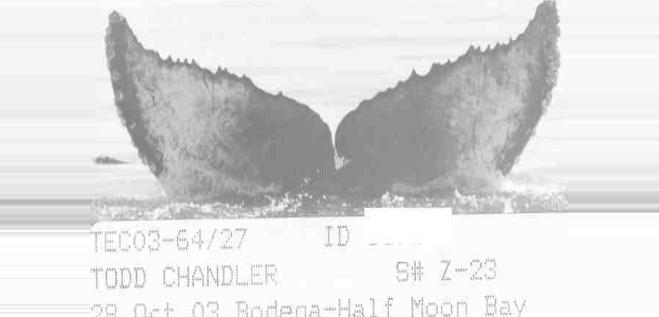 TEC03-64/27 ID
TODD CHANDLER S# Z-23
28 Oct 03 Bodega-Half Moon Bay